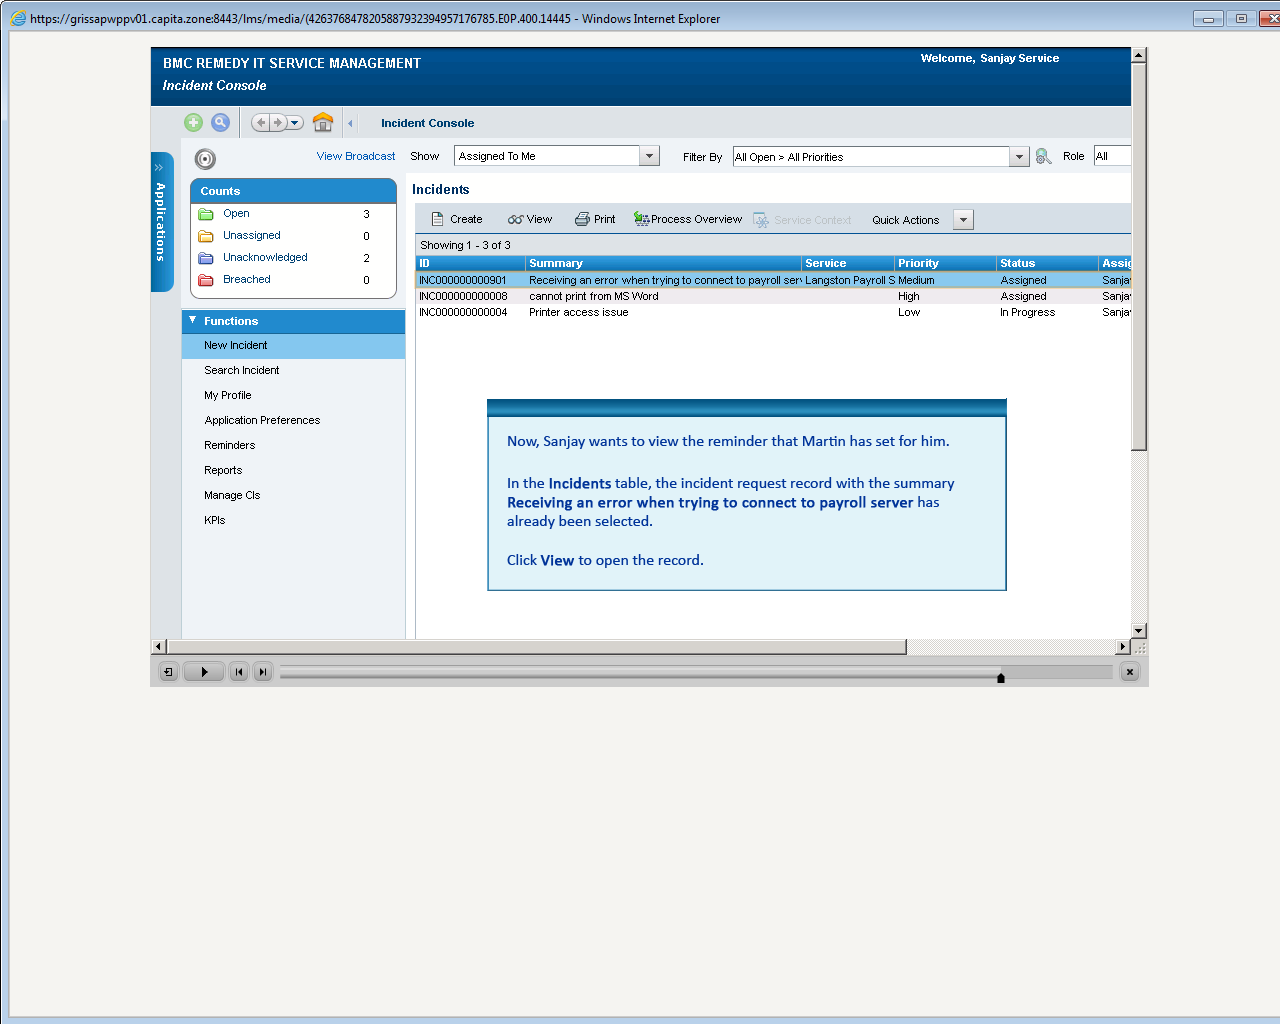 https://grissapwppv01.capita.zone:8443/lms/media/(4263768478205887932394957176785.E0P.400.14445 - Windows Internet Explorer
BMC REMEDY IT SERVICE MANAGEMENT
Welcome, Sanjay Service
Incident Console
Incident Console
View Broadcast Show Assigned To Me Filter By All Open > All Priorities Role All
Applications
Counts
Open 3
Unassigned 0
Unacknowledged 2
Breached 0
Functions
New Incident
Search Incident
My Profile
Application Preferences
Reminders
Reports
Manage CIs
KPIs
Incidents
Create View Print Process Overview Service Context Quick Actions
Showing 1 - 3 of 3
ID Summary Service Priority Status Assig
INC000000000901 Receiving an error when trying to connect to payroll serv Langston Payroll S Medium Assigned Sanja
INC000000000008 cannot print from MS Word High Assigned Sanja
INC000000000004 Printer access issue Low In Progress Sanja
Now, Sanjay wants to view the reminder that Martin has set for him.
In the Incidents table, the incident request record with the summary
Receiving an error when trying to connect to payroll server has
already been selected.
Click View to open the record.